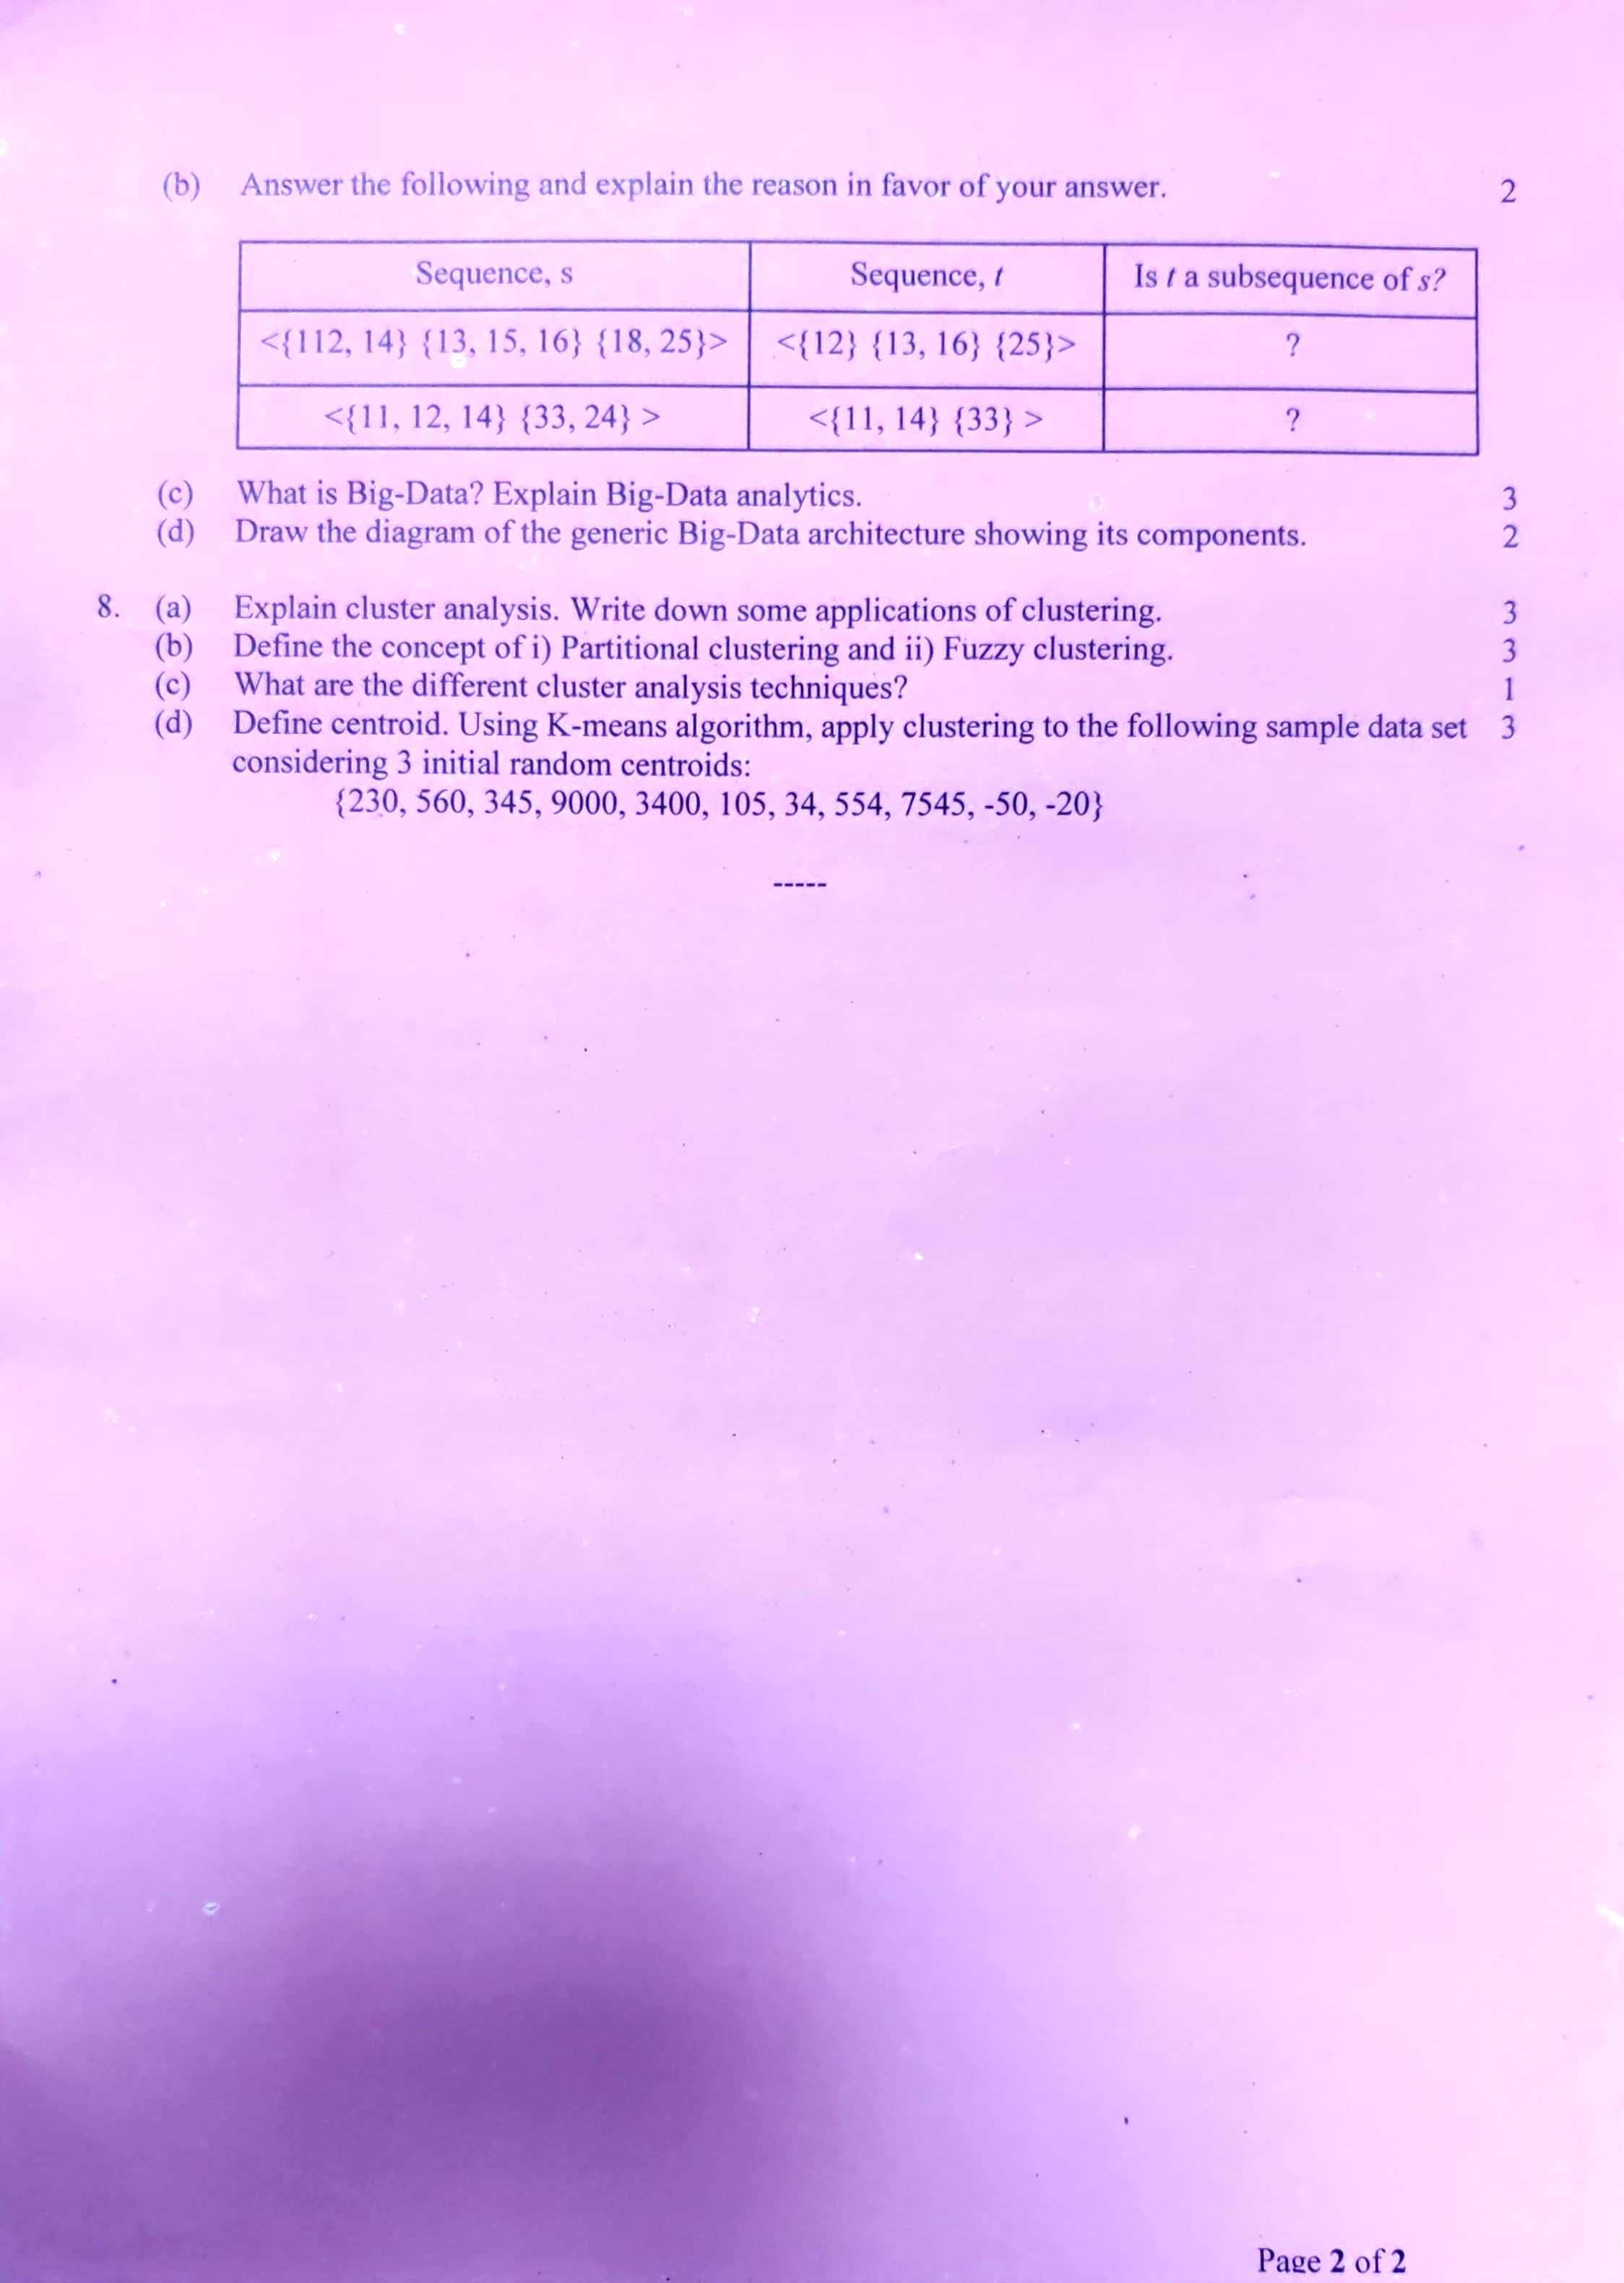 (b) Answer the following and explain the reason in favor of your answer. 2
Sequence, s Sequence, t Is t a subsequence of s?
<{112, 14} {13, 15, 16} {18, 25}> <{12} {13, 16} {25}> ?
<{11, 12, 14} {33, 24} > <{11, 14} {33} > ?
(c) What is Big-Data? Explain Big-Data analytics. 3
(d) Draw the diagram of the generic Big-Data architecture showing its components. 2
8. (a) Explain cluster analysis. Write down some applications of clustering. 3
(b) Define the concept of i) Partitional clustering and ii) Fuzzy clustering. 3
(c) What are the different cluster analysis techniques? 1
(d) Define centroid. Using K-means algorithm, apply clustering to the following sample data set 3
considering 3 initial random centroids:
{230, 560, 345, 9000, 3400, 105, 34, 554, 7545, -50, -20}
-----
Page 2 of 2